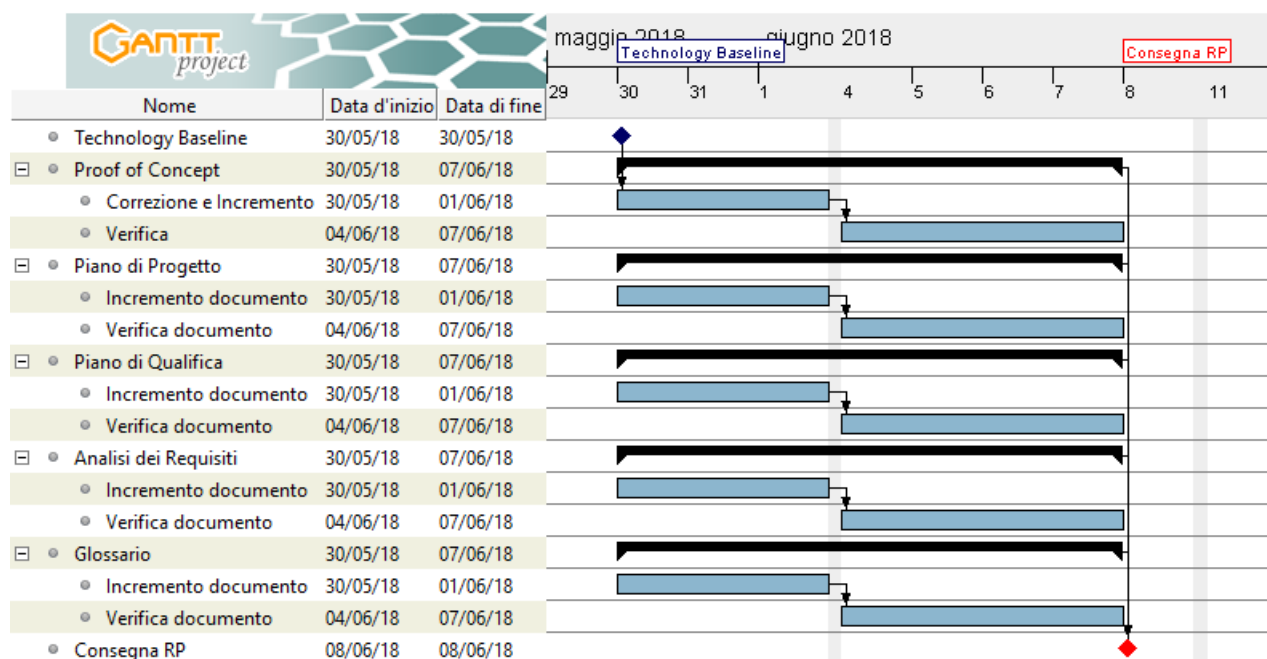 GANTT
project
maggio 2018 giugno 2018
Technology Baseline
Consegna RP
29 30 31 1 4 5 6 7 8 11
Nome Data d'inizio Data di fine
Technology Baseline 30/05/18 30/05/18
Proof of Concept 30/05/18 07/06/18
Correzione e Incremento 30/05/18 01/06/18
Verifica 04/06/18 07/06/18
Piano di Progetto 30/05/18 07/06/18
Incremento documento 30/05/18 01/06/18
Verifica documento 04/06/18 07/06/18
Piano di Qualifica 30/05/18 07/06/18
Incremento documento 30/05/18 01/06/18
Verifica documento 04/06/18 07/06/18
Analisi dei Requisiti 30/05/18 07/06/18
Incremento documento 30/05/18 01/06/18
Verifica documento 04/06/18 07/06/18
Glossario 30/05/18 07/06/18
Incremento documento 30/05/18 01/06/18
Verifica documento 04/06/18 07/06/18
Consegna RP 08/06/18 08/06/18